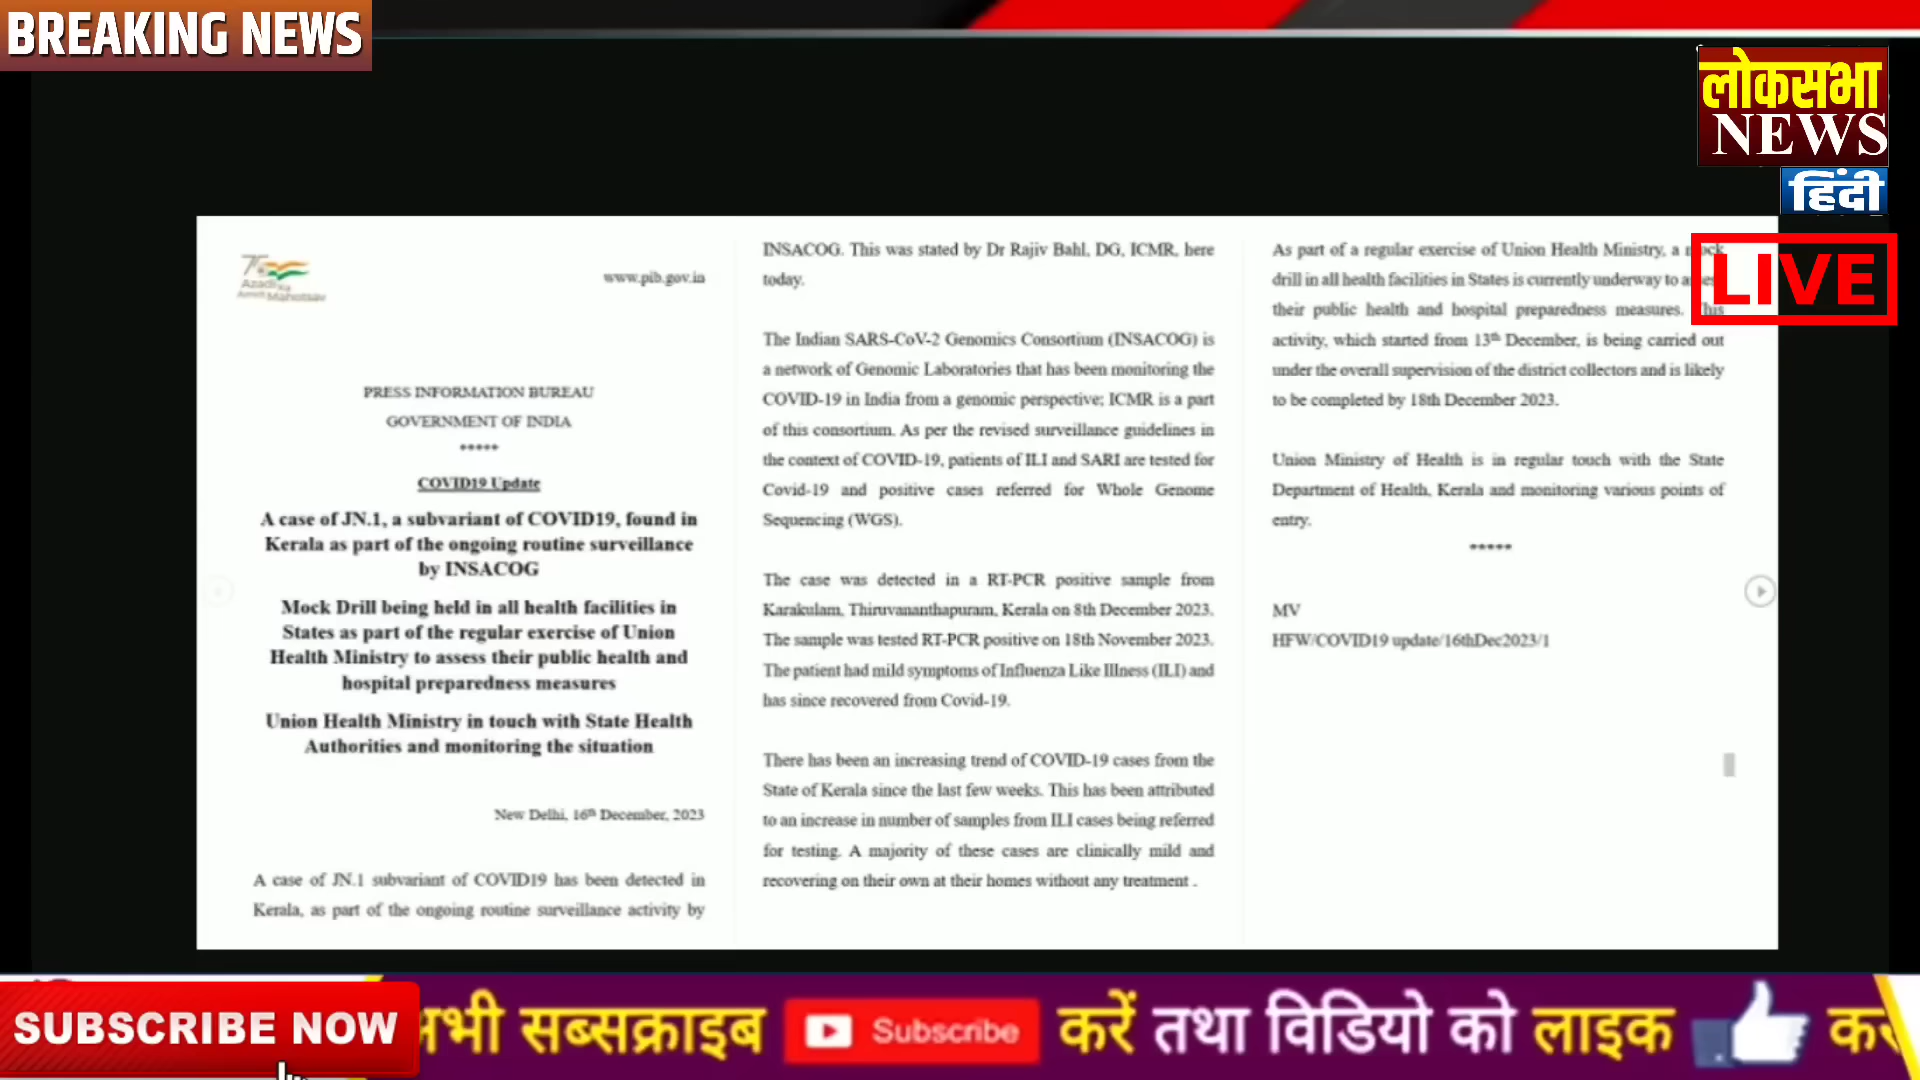 BREAKING NEWS
लोकसभा
NEWS
हिंदी
LIVE
Azadi Ka
Amrit Mahotsav
www.pib.gov.in
PRESS INFORMATION BUREAU
GOVERNMENT OF INDIA
*****
COVID19 Update
A case of JN.1, a subvariant of COVID19, found in
Kerala as part of the ongoing routine surveillance
by INSACOG
Mock Drill being held in all health facilities in
States as part of the regular exercise of Union
Health Ministry to assess their public health and
hospital preparedness measures
Union Health Ministry in touch with State Health
Authorities and monitoring the situation
New Delhi, 16th December, 2023
A case of JN.1 subvariant of COVID19 has been detected in
Kerala, as part of the ongoing routine surveillance activity by
INSACOG. This was stated by Dr Rajiv Bahl, DG, ICMR, here
today.
The Indian SARS-CoV-2 Genomics Consortium (INSACOG) is
a network of Genomic Laboratories that has been monitoring the
COVID-19 in India from a genomic perspective; ICMR is a part
of this consortium. As per the revised surveillance guidelines in
the context of COVID-19, patients of ILI and SARI are tested for
Covid-19 and positive cases referred for Whole Genome
Sequencing (WGS).
The case was detected in a RT-PCR positive sample from
Karakulam, Thiruvananthapuram, Kerala on 8th December 2023.
The sample was tested RT-PCR positive on 18th November 2023.
The patient had mild symptoms of Influenza Like Illness (ILI) and
has since recovered from Covid-19.
There has been an increasing trend of COVID-19 cases from the
State of Kerala since the last few weeks. This has been attributed
to an increase in number of samples from ILI cases being referred
for testing. A majority of these cases are clinically mild and
recovering on their own at their homes without any treatment .
As part of a regular exercise of Union Health Ministry, a mock
drill in all health facilities in States is currently underway to
their public health and hospital preparedness measures. This
activity, which started from 13th December, is being carried out
under the overall supervision of the district collectors and is likely
to be completed by 18th December 2023.
Union Ministry of Health is in regular touch with the State
Department of Health, Kerala and monitoring various points of
entry.
*****
MV
HFW/COVID19 update/16thDec2023/1
SUBSCRIBE NOW
सब्सक्राइब Subscribe करें तथा विडियो को लाइक